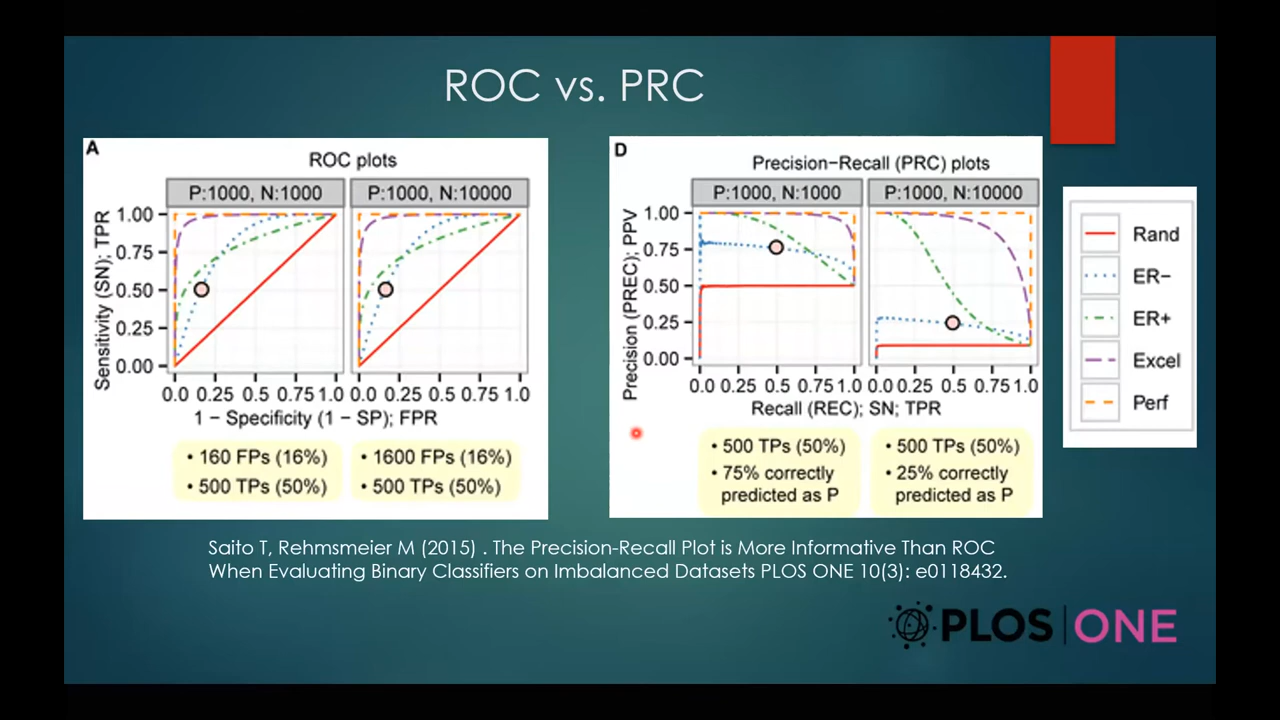 ROC vs. PRC
A
ROC plots
P:1000, N:1000
P:1000, N:10000
Sensitivity (SN); TPR
1.00
0.75
0.50
0.25
0.00
0.0 0.25 0.5 0.75 1.0
0.0 0.25 0.5 0.75 1.0
1 − Specificity (1 − SP); FPR
• 160 FPs (16%)
• 500 TPs (50%)
• 1600 FPs (16%)
• 500 TPs (50%)
D
Precision−Recall (PRC) plots
P:1000, N:1000
P:1000, N:10000
Precision (PREC); PPV
1.00
0.75
0.50
0.25
0.00
0.0 0.25 0.5 0.75 1.0
0.0 0.25 0.5 0.75 1.0
Recall (REC); SN; TPR
• 500 TPs (50%)
• 75% correctly
predicted as P
• 500 TPs (50%)
• 25% correctly
predicted as P
Rand
ER−
ER+
Excel
Perf
Saito T, Rehmsmeier M (2015) . The Precision-Recall Plot is More Informative Than ROC
When Evaluating Binary Classifiers on Imbalanced Datasets PLOS ONE 10(3): e0118432.
PLOS | ONE